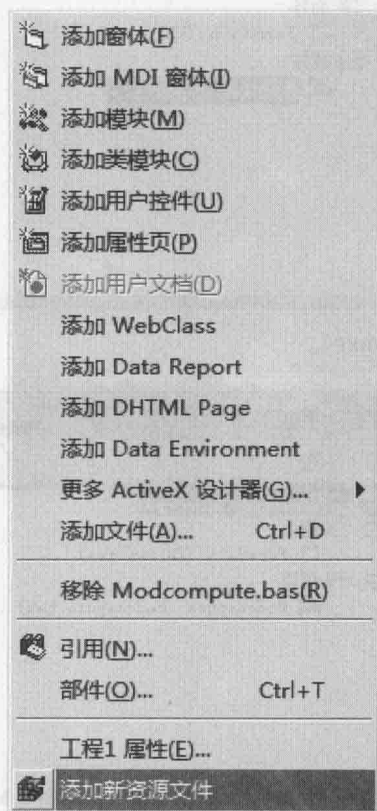 添加窗体(F)
添加 MDI 窗体(I)
添加模块(M)
添加类模块(C)
添加用户控件(U)
添加属性页(P)
添加用户文档(D)
添加 WebClass
添加 Data Report
添加 DHTML Page
添加 Data Environment
更多 ActiveX 设计器(G)...
添加文件(A)... Ctrl+D
移除 Modcompute.bas(R)
引用(N)...
部件(O)... Ctrl+T
工程1 属性(E)...
添加新资源文件